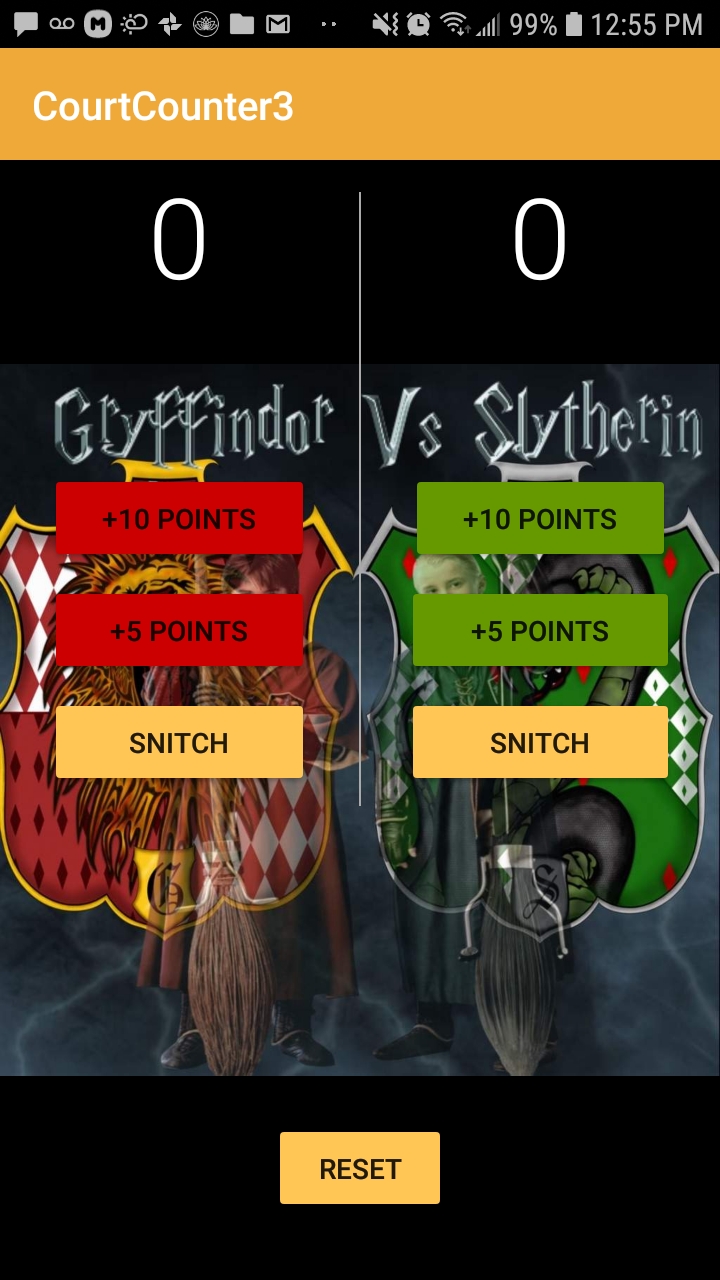 99% 12:55 PM
CourtCounter3
0 0
Gryffindor Vs Slytherin
+10 POINTS +10 POINTS
+5 POINTS +5 POINTS
SNITCH SNITCH
G S
RESET